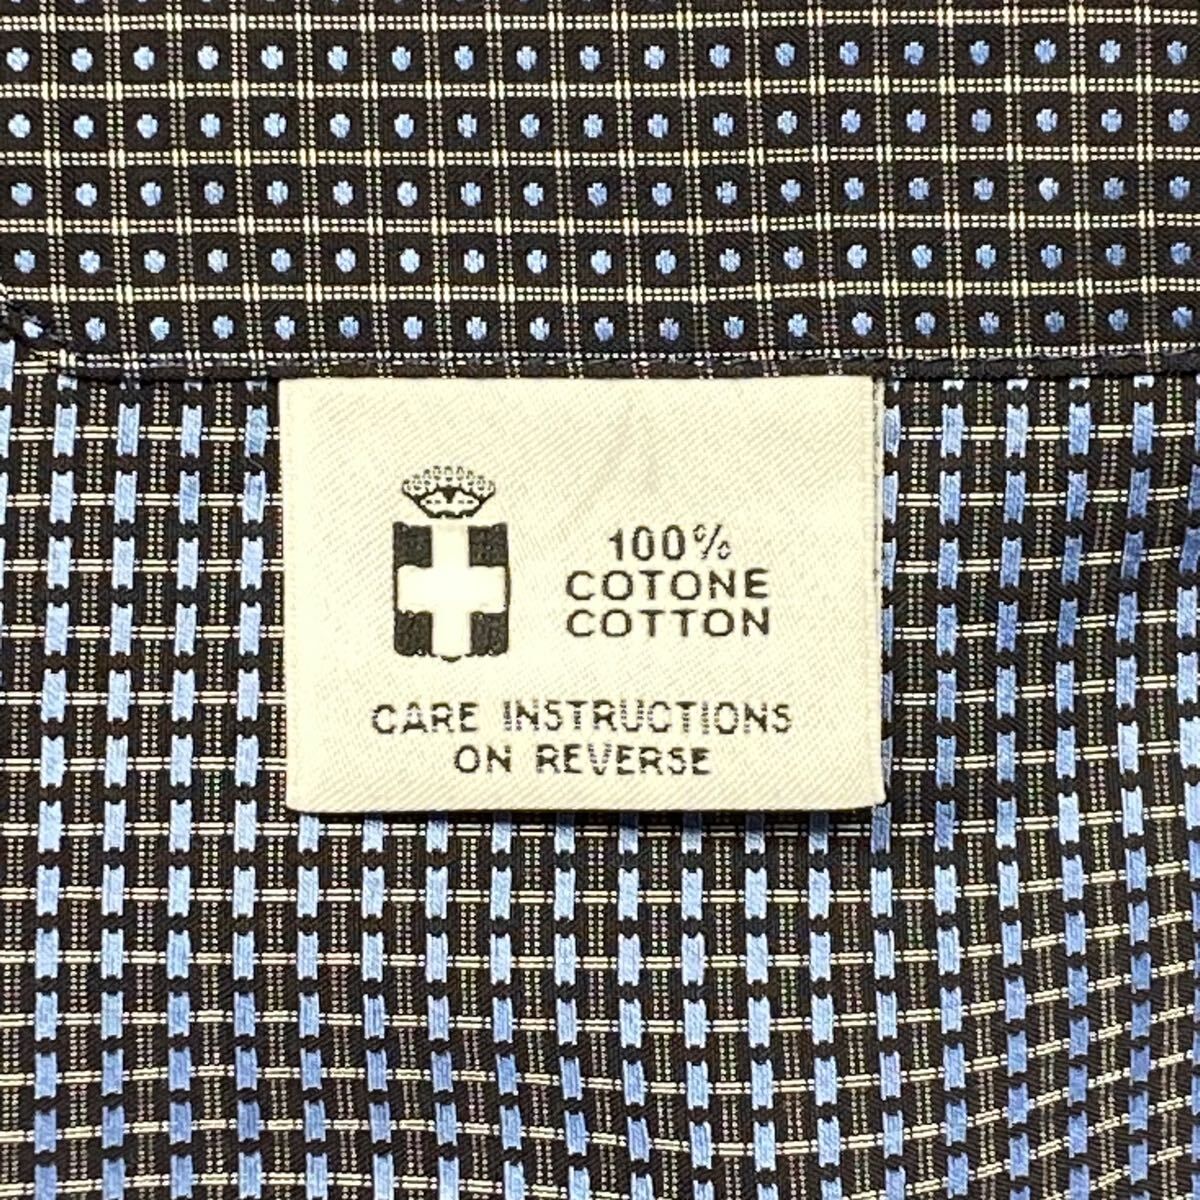 100%
COTONE
COTTON
CARE INSTRUCTIONS
ON REVERSE